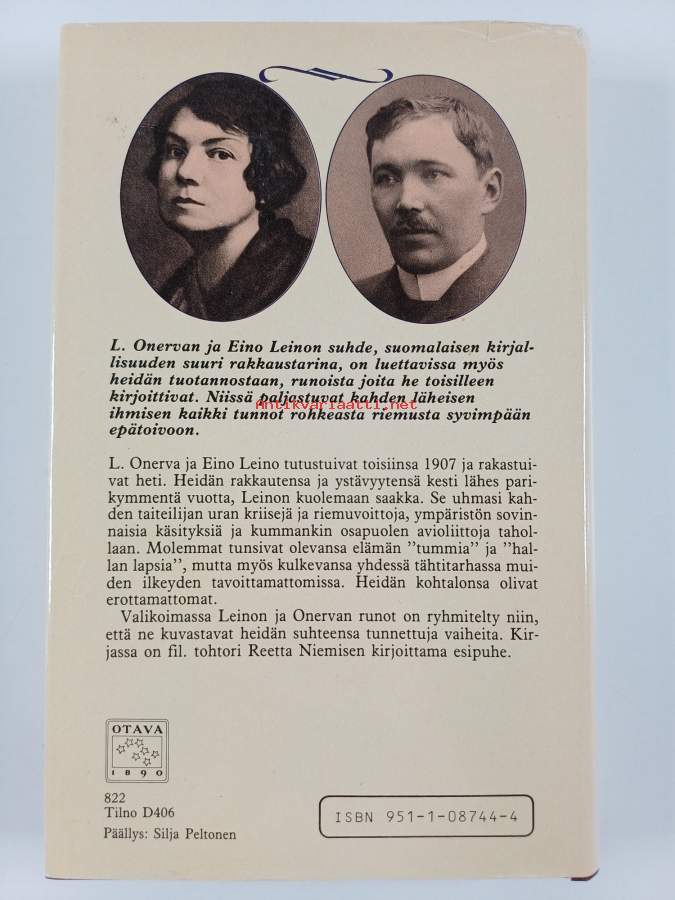 L. Onervan ja Eino Leinon suhde, suomalaisen kirjal-
lisuuden suuri rakkaustarina, on luettavissa myös
heidän tuotannostaan, runoista joita he toisilleen
kirjoittivat. Niissä paljastuvat kahden läheisen
Antikvariaatti.net
ihmisen kaikki tunnot rohkeasta riemusta syvimpään
epätoivoon.
L. Onerva ja Eino Leino tutustuivat toisiinsa 1907 ja rakastui-
vat heti. Heidän rakkautensa ja ystävyytensä kesti lähes pari-
kymmentä vuotta, Leinon kuolemaan saakka. Se uhmasi kah-
den taiteilijan uran kriisejä ja riemuvoittoja, ympäristön sovin-
naisia käsityksiä ja kummankin osapuolen avioliittoja tahol-
laan. Molemmat tunsivat olevansa elämän "tummia" ja "hal-
lan lapsia", mutta myös kulkevansa yhdessä tähtitarhassa mui-
den ilkeyden tavoittamattomissa. Heidän kohtalonsa olivat
erottamattomat.
Valikoimassa Leinon ja Onervan runot on ryhmitelty niin,
että ne kuvastavat heidän suhteensa tunnettuja vaiheita. Kir-
jassa on fil. tohtori Reetta Niemisen kirjoittama esipuhe.
OTAVA
1890
822
Tilno D406
Päällys: Silja Peltonen
ISBN 951-1-08744-4